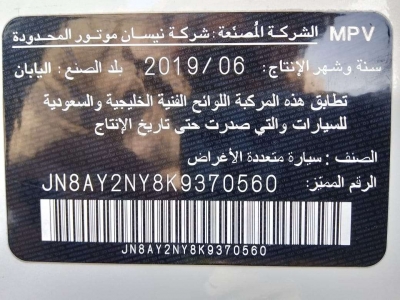 MPV الشركة المُصنّعة : شركة نيسان موتور المحدودة
سنة وشهر الإنتاج: 2019/06 بلد الصنع: اليابان
تطابق هذه المركبة اللوائح الفنية الخليجية والسعودية
للسيارات والتي صدرت حتى تاريخ الإنتاج
الصنف : سيارة متعددة الأغراض
الرقم المميّز: JN8AY2NY8K9370560
JN8AY2NY8K9370560